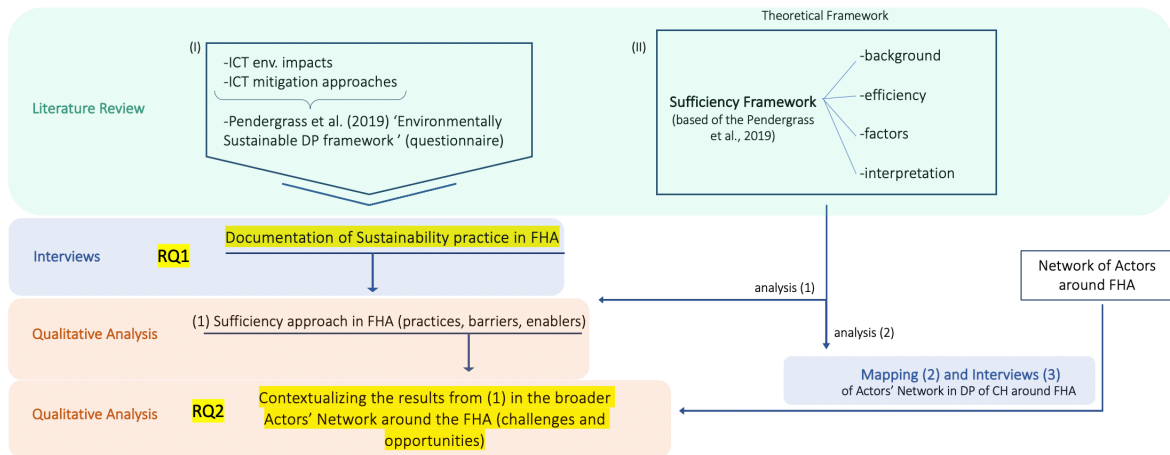 Theoretical Framework
(I)
-ICT env. impacts
-ICT mitigation approaches
-Pendergrass et al. (2019) ‘Environmentally
Sustainable DP framework ’ (questionnaire)
(II)
Sufficiency Framework
(based of the Pendergrass
et al., 2019)
-background
-efficiency
-factors
-interpretation
Literature Review
Interviews
RQ1
Documentation of Sustainability practice in FHA
analysis (1)
Network of Actors
around FHA
Qualitative Analysis
(1) Sufficiency approach in FHA (practices, barriers, enablers)
analysis (2)
Mapping (2) and Interviews (3)
of Actors’ Network in DP of CH around FHA
Qualitative Analysis
RQ2
Contextualizing the results from (1) in the broader
Actors’ Network around the FHA (challenges and
opportunities)